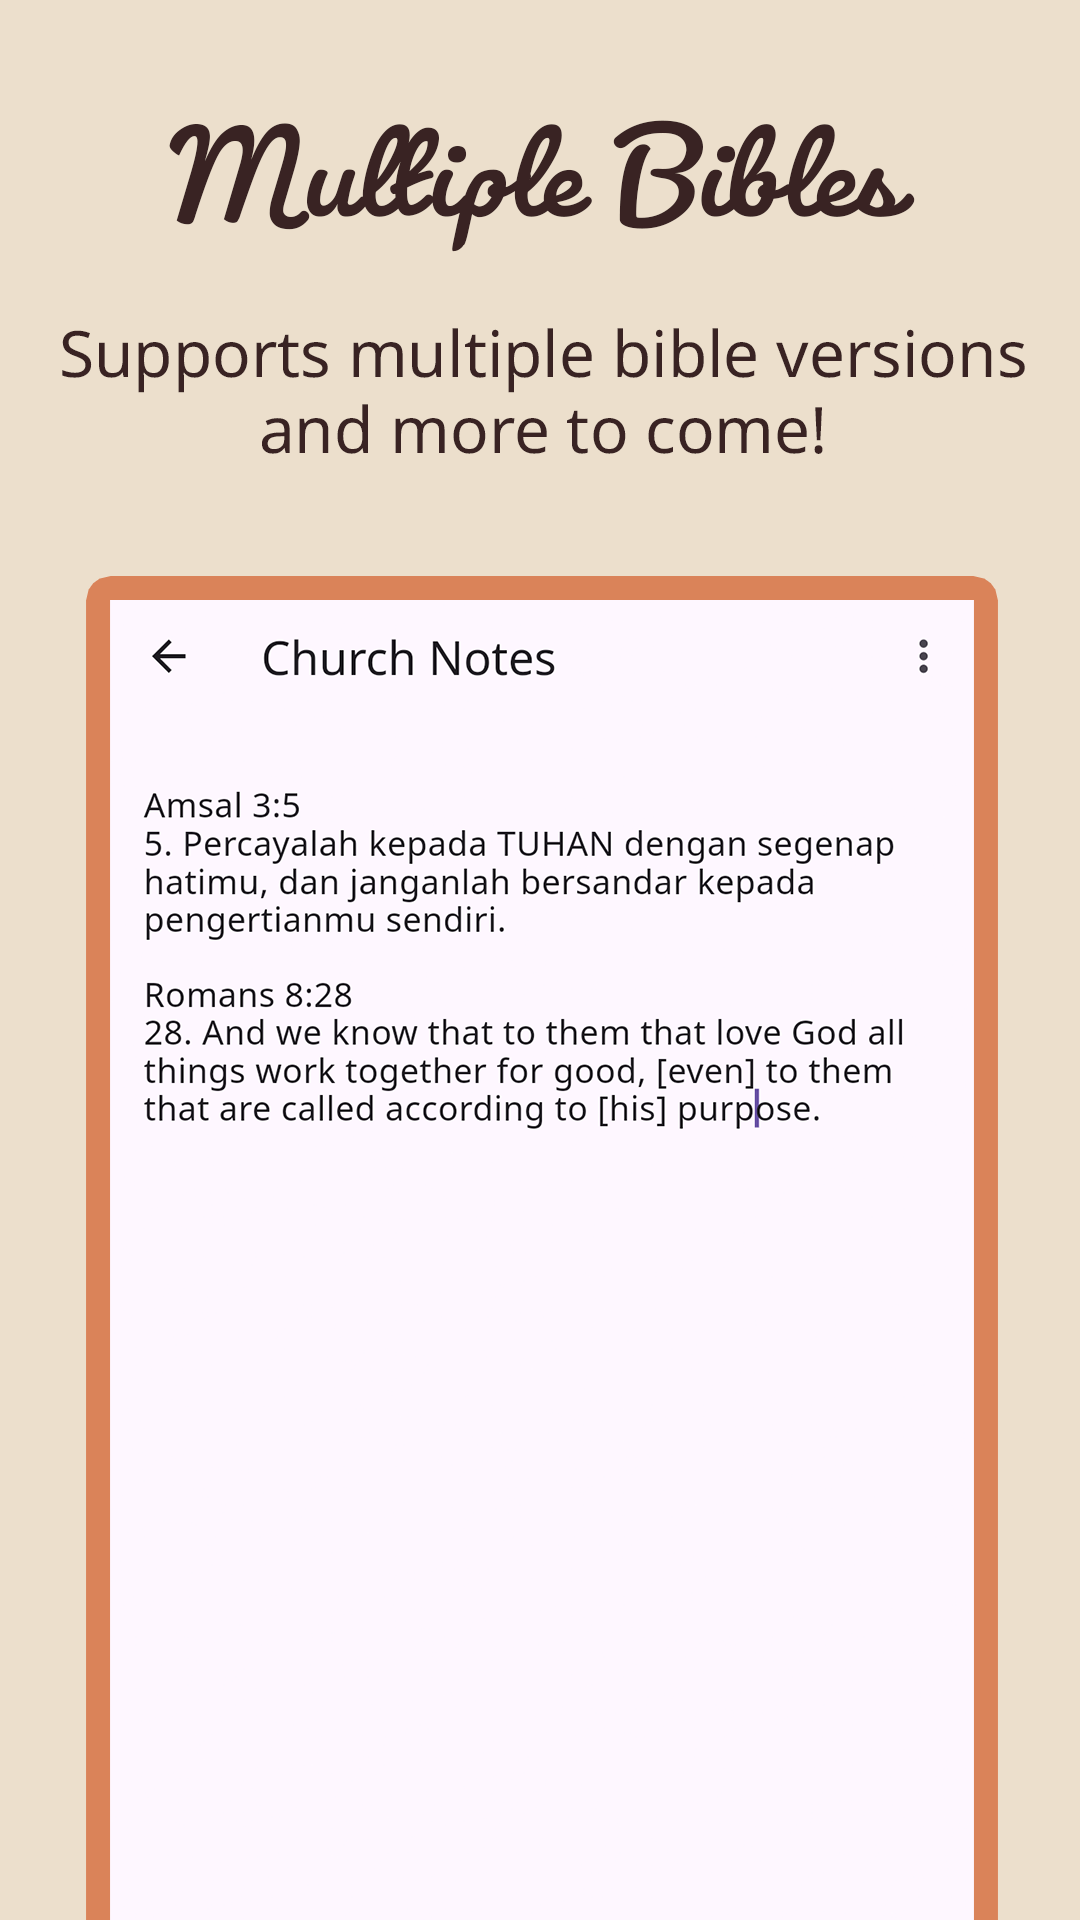 Multiple Bibles
Supports multiple bible versions
and more to come!
Church Notes
Amsal 3:5
5. Percayalah kepada TUHAN dengan segenap
hatimu, dan janganlah bersandar kepada
pengertianmu sendiri.
Romans 8:28
28. And we know that to them that love God all
things work together for good, [even] to them
that are called according to [his] purpose.